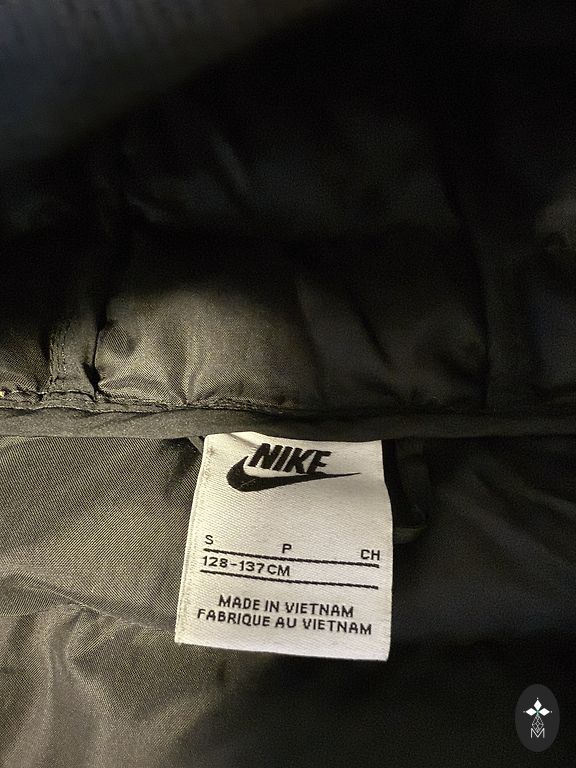 NIKE
S P CH
128-137CM
MADE IN VIETNAM
FABRIQUE AU VIETNAM
M